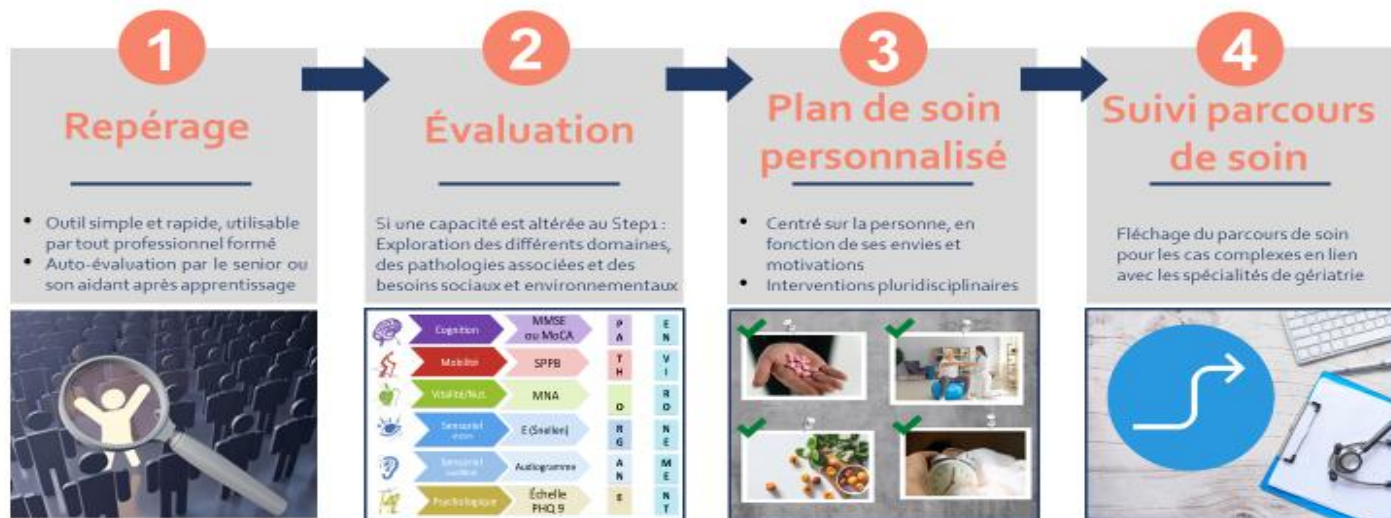 1
Repérage
• Outil simple et rapide, utilisable
par tout professionnel formé
• Auto-évaluation par le senior ou
son aidant après apprentissage
2
Évaluation
Si une capacité est altérée au Step1 :
Exploration des différents domaines,
des pathologies associées et des
besoins sociaux et environnementaux
Cognition
MMSE
ou MoCA
Mobilité
SPPB
Vitalité/Nut.
MNA
Sensoriel
E (Snellen)
Sensoriel
Audiogramme
Psychologique
Échelle
PHQ 9
P
A
T
H
O
R
G
A
N
S
E
N
V
I
R
O
N
E
M
E
N
T
3
Plan de soin
personnalisé
• Centré sur la personne, en
fonction de ses envies et
motivations
• Interventions pluridisciplinaires
4
Suivi parcours
de soin
Fléchage du parcours de soin
pour les cas complexes en lien
avec les spécialités de gériatrie